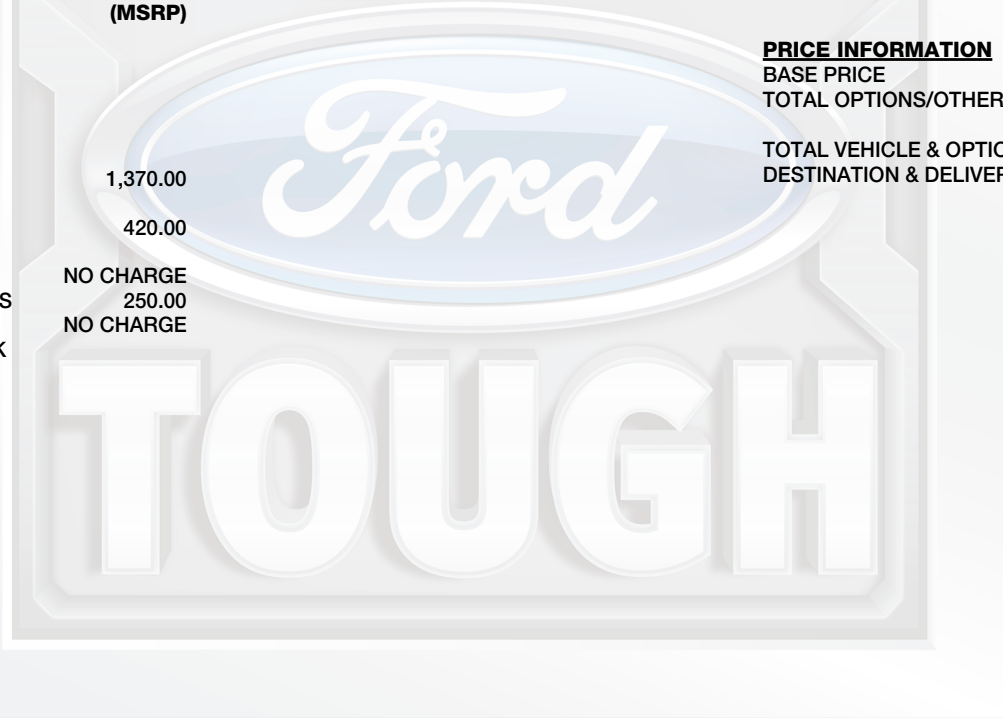 (MSRP)
1,370.00
420.00
NO CHARGE
S 250.00
NO CHARGE
K
PRICE INFORMATION
BASE PRICE
TOTAL OPTIONS/OTHER
TOTAL VEHICLE & OPTIO
DESTINATION & DELIVER
Ford
TOUGH